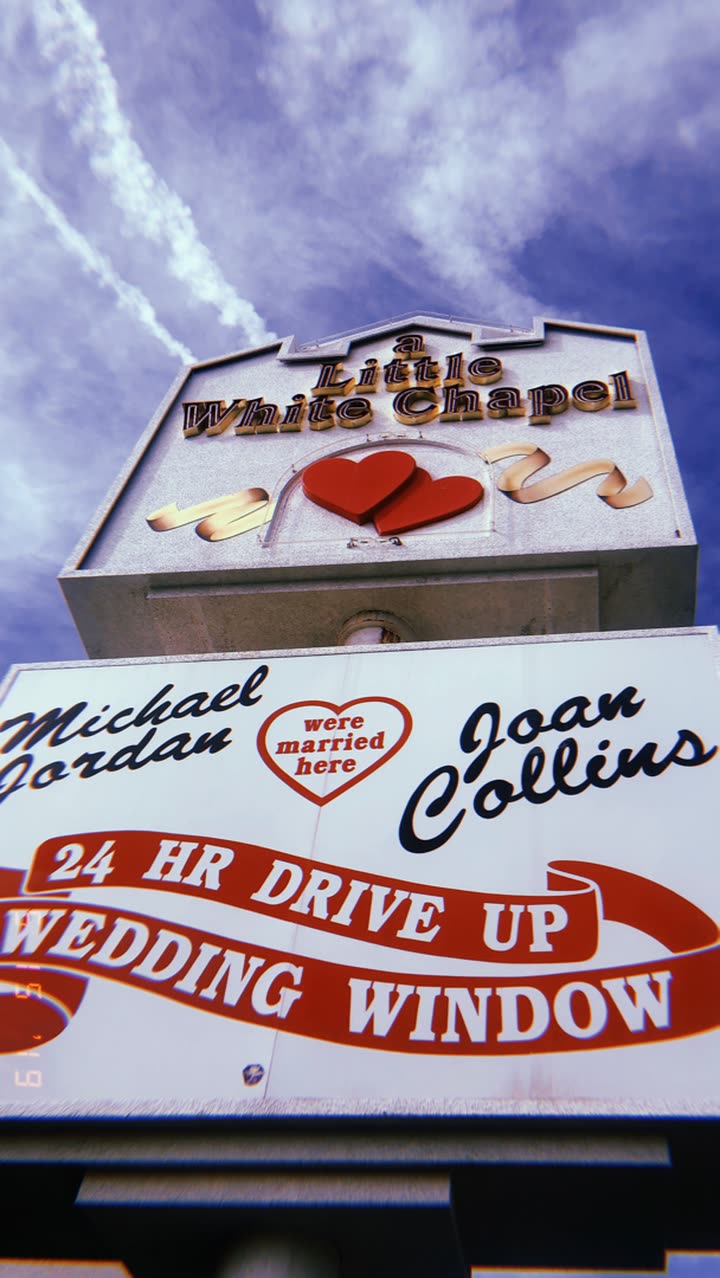 a
Little
White Chapel
Michael
Jordan
were
married
here
Joan
Collins
24 HR DRIVE UP
WEDDING WINDOW